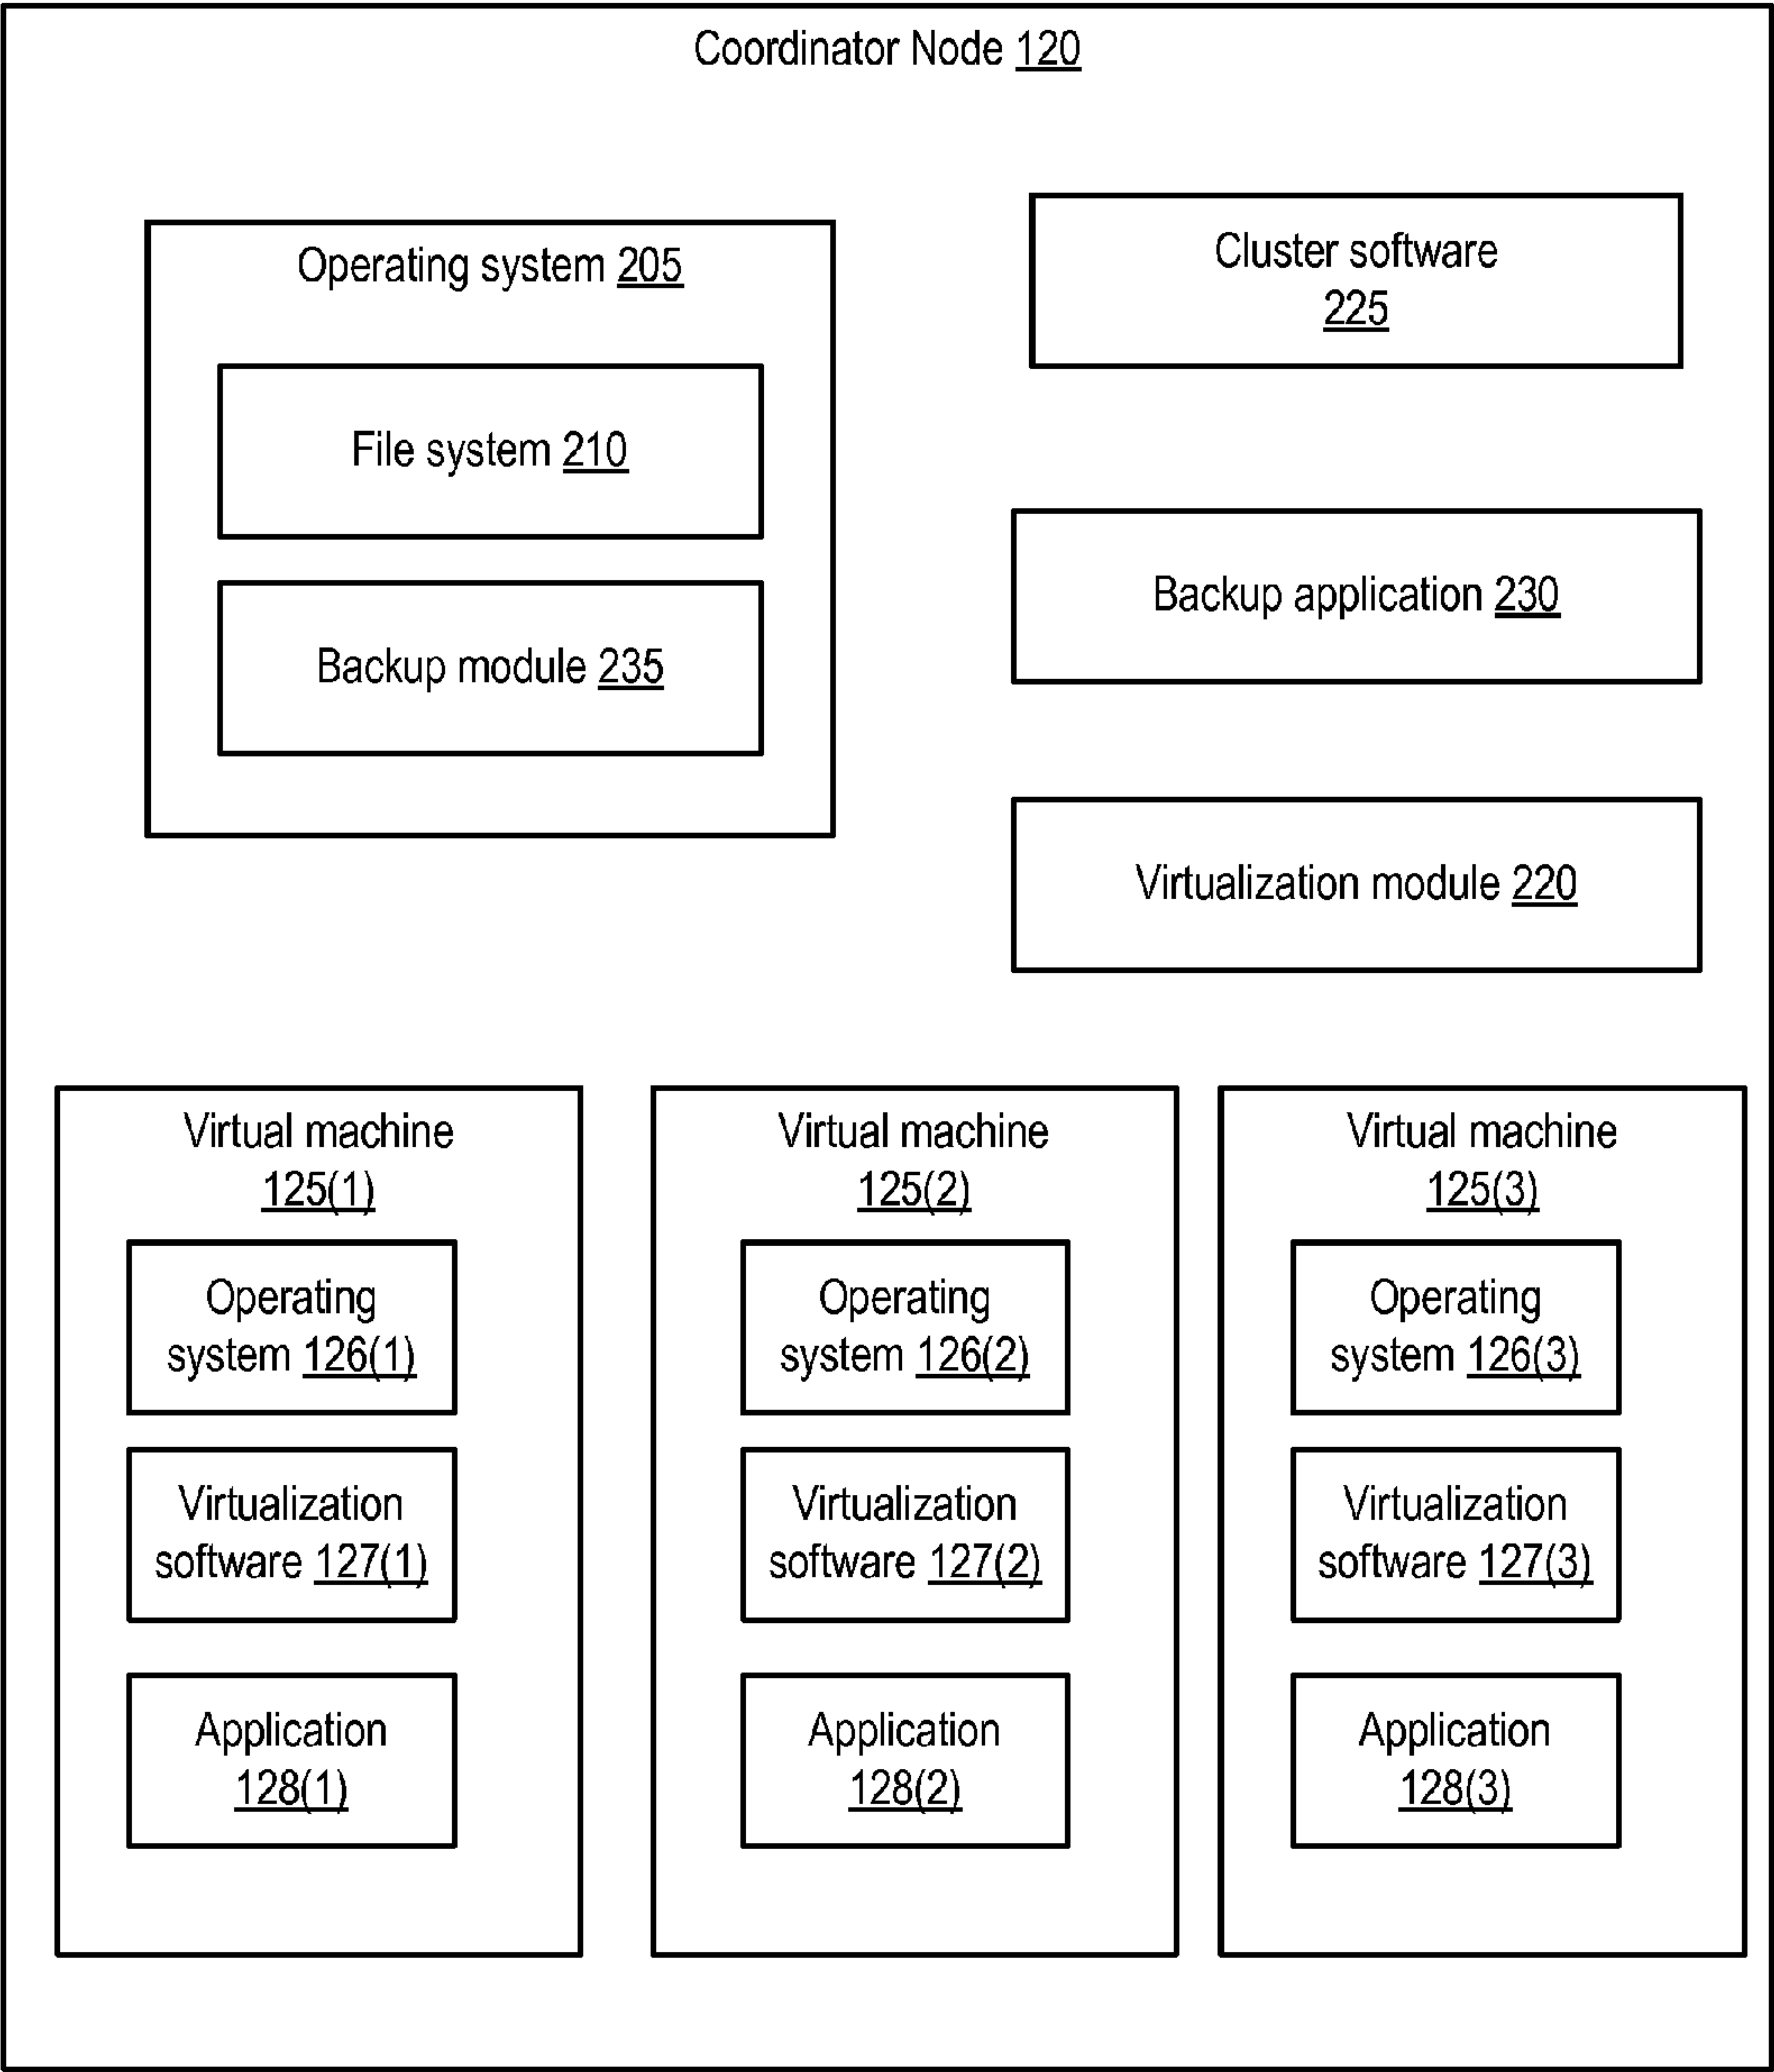 Coordinator Node 120
Operating system 205
File system 210
Backup module 235
Cluster software
225
Backup application 230
Virtualization module 220
Virtual machine
125(1)
Operating
system 126(1)
Virtualization
software 127(1)
Application
128(1)
Virtual machine
125(2)
Operating
system 126(2)
Virtualization
software 127(2)
Application
128(2)
Virtual machine
125(3)
Operating
system 126(3)
Virtualization
software 127(3)
Application
128(3)